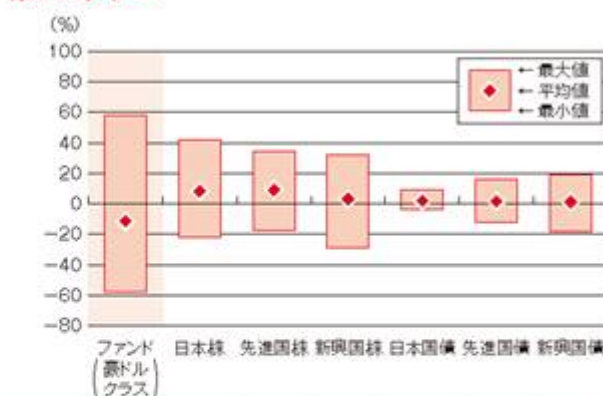 (%)
100
80
60
40
20
0
-20
-40
-60
-80
←最大値
←平均値
←最小値
ファンド
(豪ドル
クラス)
日本株
先進国株
新興国株
日本国債
先進国債
新興国債